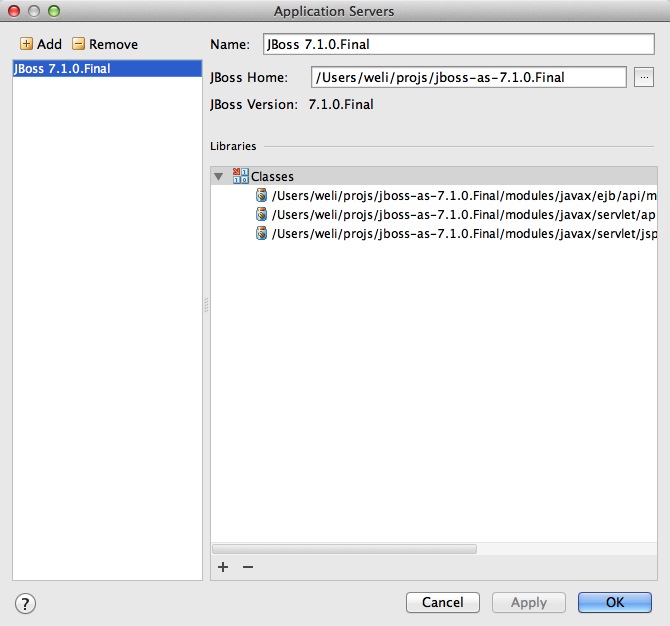 Application Servers
Add Remove
JBoss 7.1.0.Final
Name: JBoss 7.1.0.Final
JBoss Home: /Users/weli/projs/jboss-as-7.1.0.Final ...
JBoss Version: 7.1.0.Final
Libraries
Classes
/Users/weli/projs/jboss-as-7.1.0.Final/modules/javax/ejb/api/m
/Users/weli/projs/jboss-as-7.1.0.Final/modules/javax/servlet/ap
/Users/weli/projs/jboss-as-7.1.0.Final/modules/javax/servlet/jsp
+ −
? Cancel Apply OK